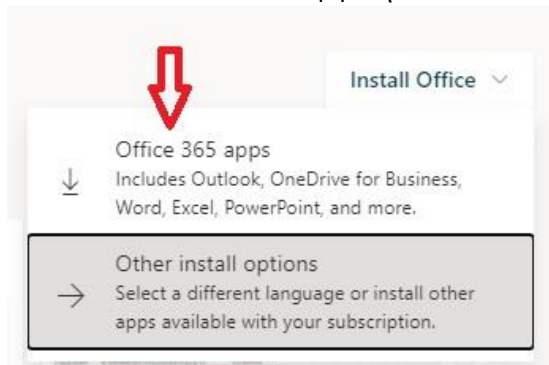 Install Office
Office 365 apps
Includes Outlook, OneDrive for Business,
Word, Excel, PowerPoint, and more.
Other install options
Select a different language or install other
apps available with your subscription.